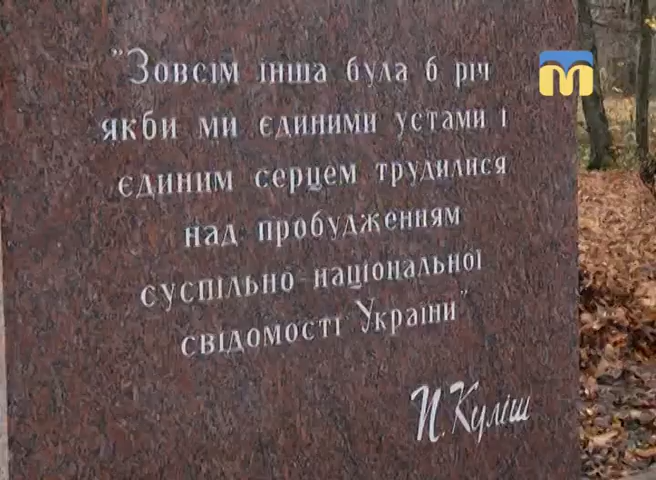 "Зовсім інша була б річ
якби ми єдиними устами і
єдиним серцем трудилися
над пробудженням
суспільно-національної
свідомості України"
П. Куліш
m